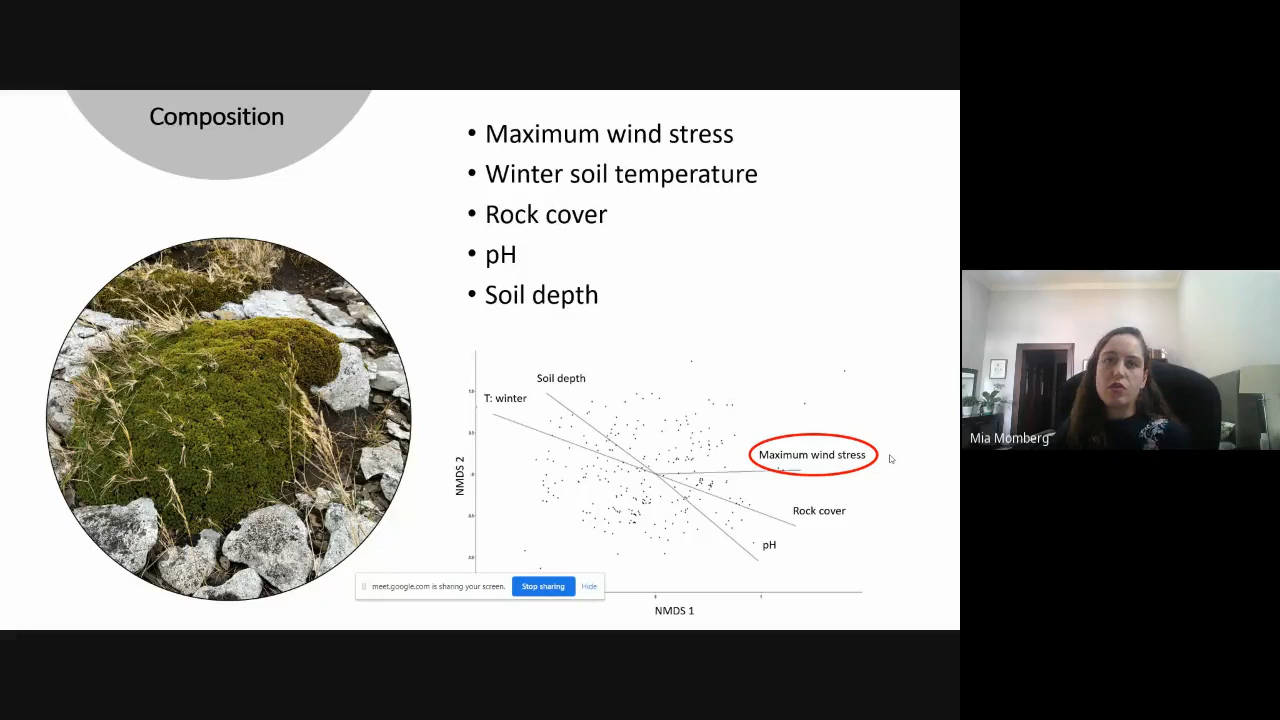 Composition
• Maximum wind stress
• Winter soil temperature
• Rock cover
• pH
• Soil depth
Soil depth
T: winter
Maximum wind stress
Rock cover
pH
NMDS 2
NMDS 1
meet.google.com is sharing your screen.
Stop sharing
Hide
Mia Momberg